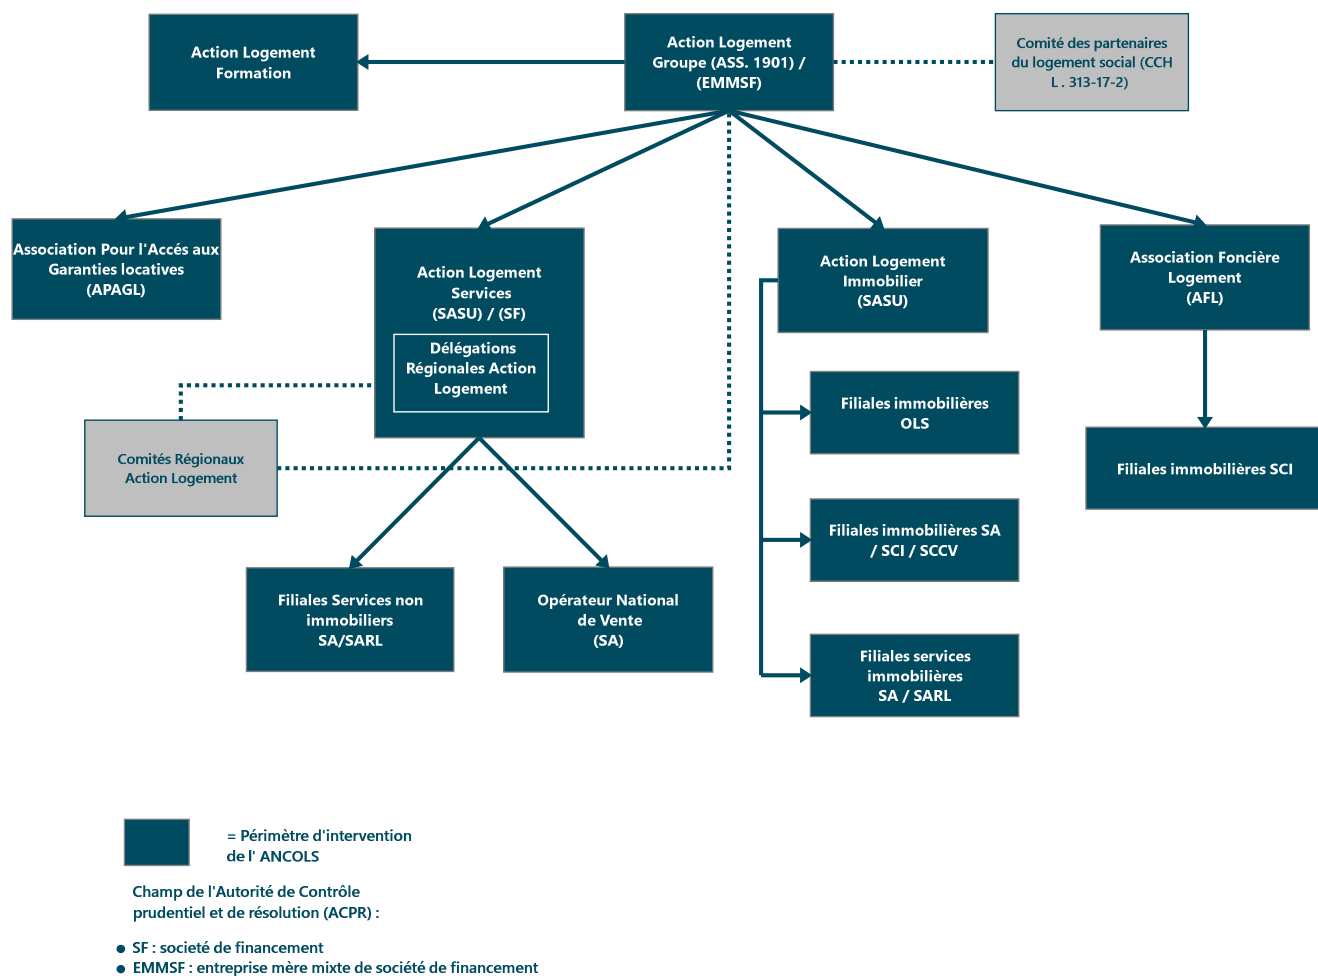 Action Logement
Formation
Action Logement
Groupe (ASS. 1901) /
(EMMSF)
Comité des partenaires
du logement social (CCH
L . 313-17-2)
Association Pour l'Accés aux
Garanties locatives
(APAGL)
Action Logement
Services
(SASU) / (SF)
Délégations
Régionales Action
Logement
Action Logement
Immobilier
(SASU)
Association Foncière
Logement
(AFL)
Filiales immobilières
OLS
Comités Régionaux
Action Logement
Filiales immobilières SCI
Filiales immobilières SA
/ SCI / SCCV
Filiales Services non
immobiliers
SA/SARL
Opérateur National
de Vente
(SA)
Filiales services
immobilières
SA / SARL
= Périmètre d'intervention
de l' ANCOLS
Champ de l'Autorité de Contrôle
prudentiel et de résolution (ACPR) :
● SF : societé de financement
● EMMSF : entreprise mère mixte de société de financement